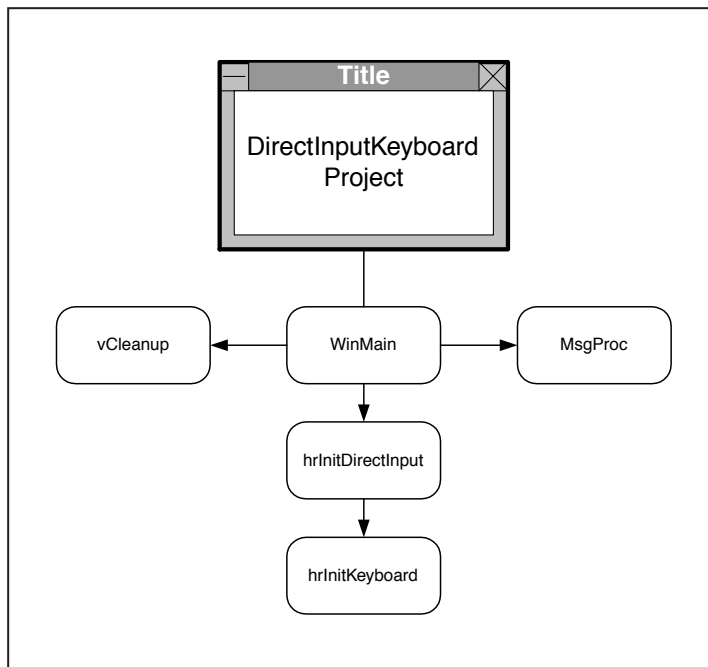 Title
DirectInputKeyboard
Project
vCleanup
WinMain
MsgProc
hrInitDirectInput
hrInitKeyboard